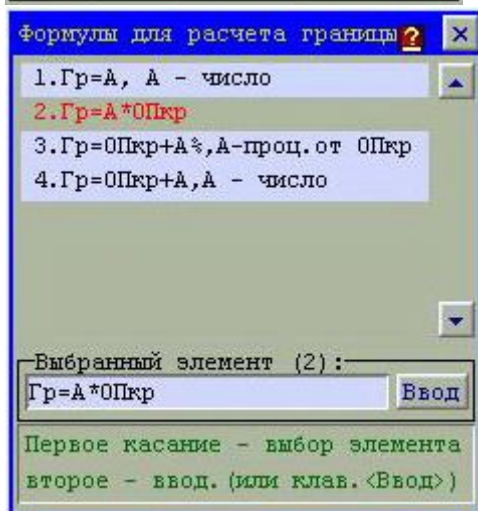 Формулы для расчета границы ?
1.Гр=А, А - число
2.Гр=А*ОПкр
3.Гр=ОПкр+А%,А-проц.от ОПкр
4.Гр=ОПкр+А,А - число
Выбранный элемент (2):
Гр=А*ОПкр Ввод
Первое касание - выбор элемента
второе - ввод.(или клав.<Ввод>)